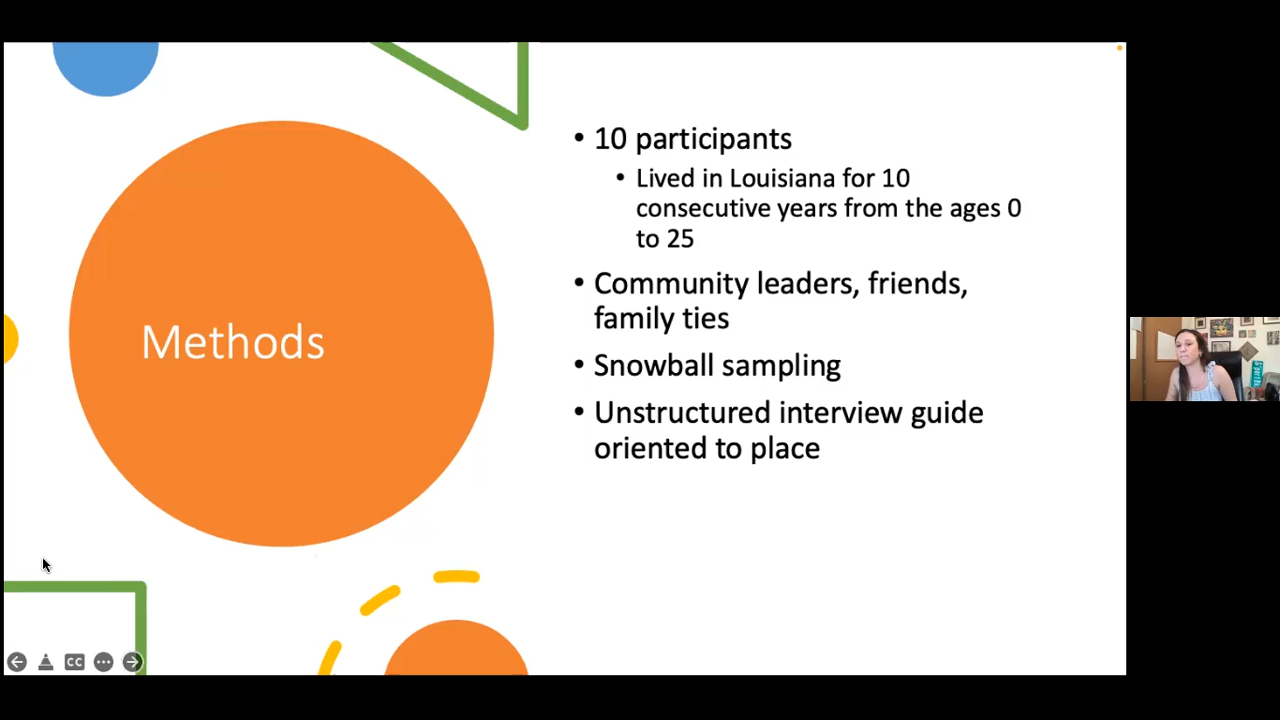 Methods
• 10 participants
• Lived in Louisiana for 10
consecutive years from the ages 0
to 25
• Community leaders, friends,
family ties
• Snowball sampling
• Unstructured interview guide
oriented to place
CC